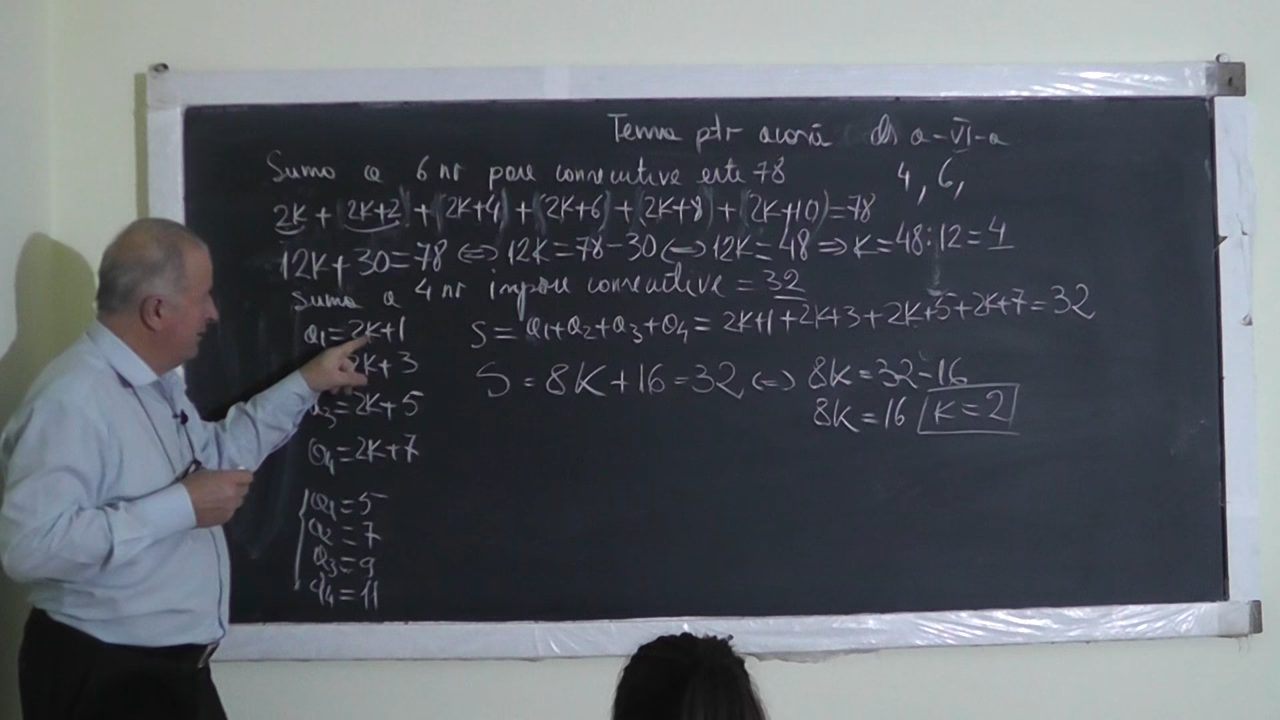 Tema ptr acasă cls a-VI-a
Suma a 6 nr pare consecutive este 78
4, 6,
2K + (2K+2) + (2K+4) + (2K+6) + (2K+8) + (2K+10) = 78
12K+30=78 <=> 12K=78-30 <=> 12K=48 => K=48:12=4
Suma a 4 nr impare consecutive = 32
a1=2K+1
2K+3
a3=2K+5
a4=2K+7
S = a1+a2+a3+a4 = 2K+1+2K+3+2K+5+2K+7=32
S = 8K+16=32 <=> 8K=32-16
8K=16 K=2
a1=5
a2=7
a3=9
a4=11